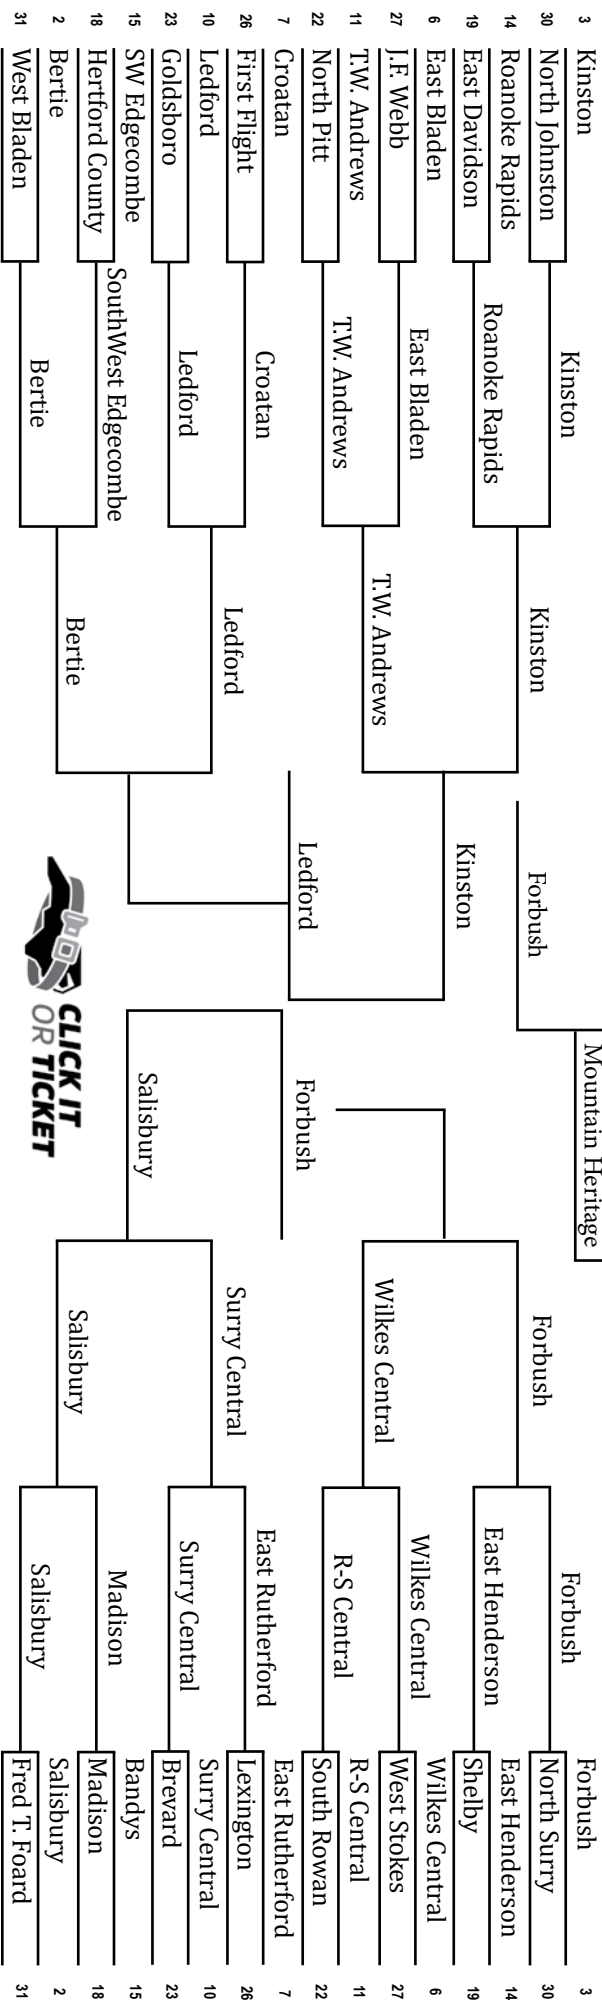 3 Kinston
30 North Johnston
14 Roanoke Rapids
19 East Davidson
6 East Bladen
27 J.F. Webb
11 T.W. Andrews
22 North Pitt
7 Croatan
26 First Flight
10 Ledford
23 Goldsboro
15 SW Edgecombe
18 Hertford County
2 Bertie
31 West Bladen
Kinston
Roanoke Rapids
East Bladen
T.W. Andrews
Croatan
Ledford
SouthWest Edgecombe
Bertie
Kinston
T.W. Andrews
Ledford
Bertie
Forbush
Kinston
Ledford
Mountain Heritage
CLICK IT
OR TICKET
Forbush
Salisbury
Forbush
Wilkes Central
Surry Central
Salisbury
Forbush
East Henderson
Wilkes Central
R-S Central
East Rutherford
Surry Central
Madison
Salisbury
Forbush 3
North Surry 30
East Henderson 14
Shelby 19
Wilkes Central 6
West Stokes 27
R-S Central 11
South Rowan 22
East Rutherford 7
Lexington 26
Surry Central 10
Brevard 23
Bandys 15
Madison 18
Salisbury 2
Fred T. Foard 31